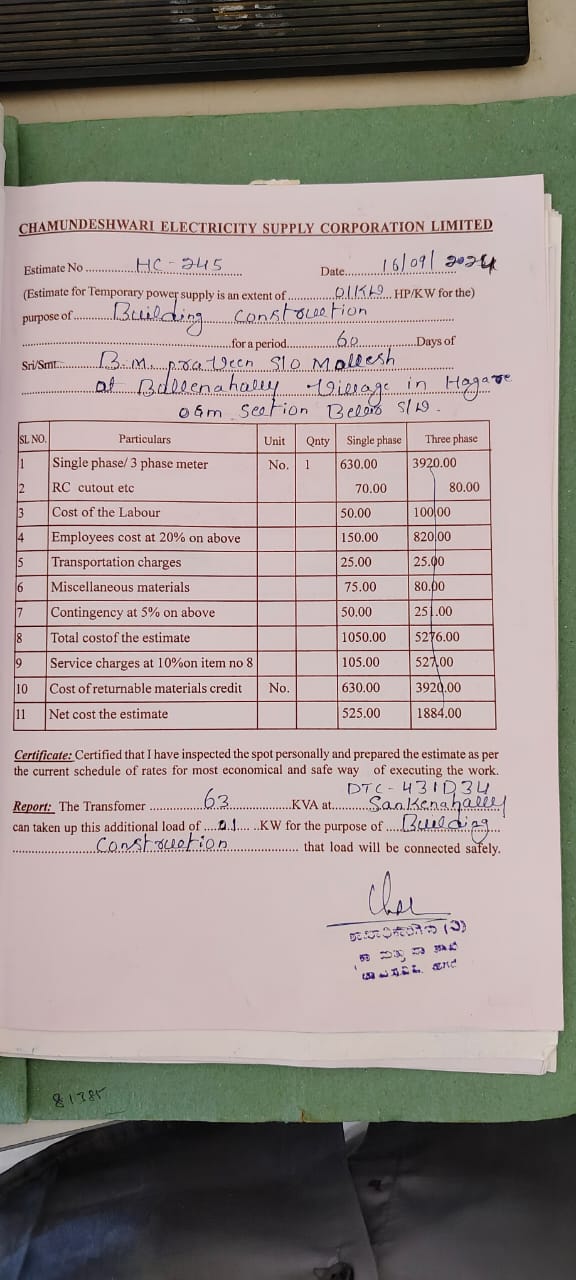 CHAMUNDESHWARI ELECTRICITY SUPPLY CORPORATION LIMITED
Estimate No ............HC-245............ Date.......16/09/2024
(Estimate for Temporary power supply is an extent of ..........01KW.. HP/KW for the)
purpose of.........Building Construction
.....................for a period..........60..........Days of
Sri/Smt.......B.M. Praveen S/o Mallesh
at Ballenahally Village in Hagare
O&m Section Belur S/D.
SL NO. Particulars Unit Qnty Single phase Three phase
1 Single phase/ 3 phase meter No. 1 630.00 3920.00
2 RC cutout etc 70.00 80.00
3 Cost of the Labour 50.00 100.00
4 Employees cost at 20% on above 150.00 820.00
5 Transportation charges 25.00 25.00
6 Miscellaneous materials 75.00 80.00
7 Contingency at 5% on above 50.00 251.00
8 Total costof the estimate 1050.00 5276.00
9 Service charges at 10%on item no 8 105.00 527.00
10 Cost of returnable materials credit No. 630.00 3920.00
11 Net cost the estimate 525.00 1884.00
Certificate: Certified that I have inspected the spot personally and prepared the estimate as per
the current schedule of rates for most economical and safe way of executing the work.
DTC-431D34
Report: The Transfomer ............63............KVA at......Sankenahally
can taken up this additional load of ....01... ..KW for the purpose of ...Building
............Construction............ that load will be connected safely.
81385